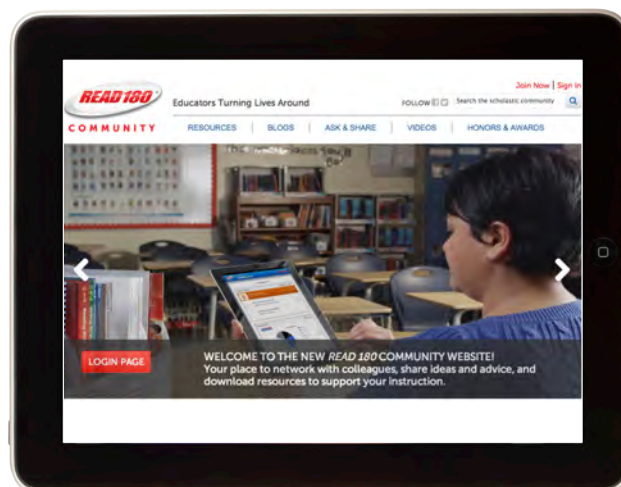 Join Now | Sign In
READ 180
COMMUNITY
Educators Turning Lives Around
FOLLOW
Search the scholastic community
RESOURCES | BLOGS | ASK & SHARE | VIDEOS | HONORS & AWARDS
LOGIN PAGE
WELCOME TO THE NEW READ 180 COMMUNITY WEBSITE!
Your place to network with colleagues, share ideas and advice, and
download resources to support your instruction.